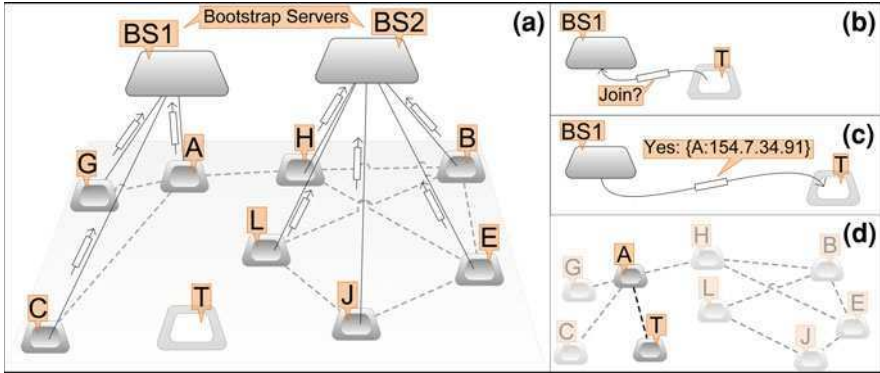 Bootstrap Servers
(a)
BS1
BS2
G
A
H
B
L
E
C
T
J
(b)
BS1
T
Join?
(c)
BS1
Yes: {A:154.7.34.91}
T
(d)
H
A
B
G
L
E
C
T
J